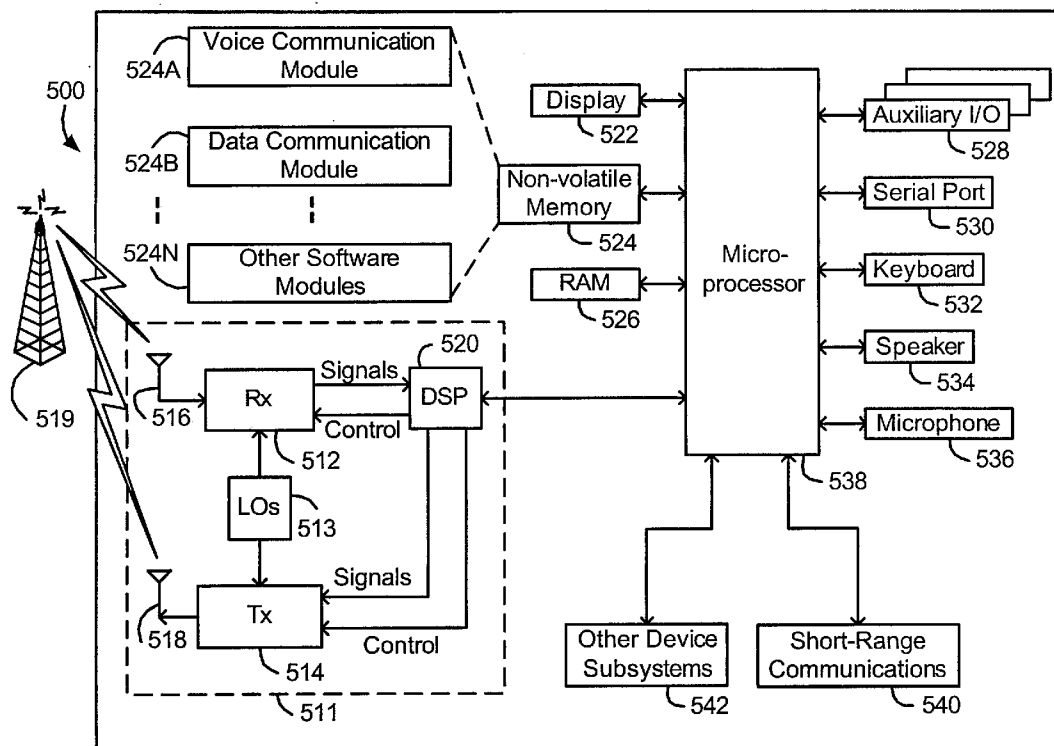 Voice Communication
Module
524A
500
Data Communication
Module
524B
524N
Other Software
Modules
Display
522
Non-volatile
Memory
524
RAM
526
Micro-
processor
538
Auxiliary I/O
528
Serial Port
530
Keyboard
532
Speaker
534
Microphone
536
519
516
Rx
512
Signals
Control
520
DSP
LOs
513
518
Tx
514
Signals
Control
511
Other Device
Subsystems
542
Short-Range
Communications
540